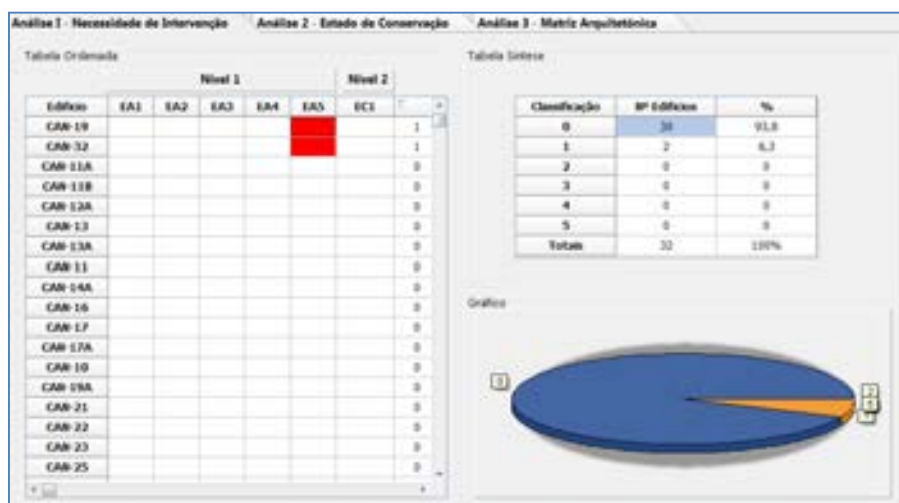 Análise I - Necessidade de Intervenção Análise 2 - Estado de Conservação Análise 3 - Matriz Arquitetónica
Tabela Ordenada
Nível 1 Nível 2
Edifício EA1 EA2 EA3 EA4 EA5 EC1
CAN-19 1
CAN-32 1
CAN-11A 0
CAN-11B 0
CAN-12A 0
CAN-13 0
CAN-13A 0
CAN-11 0
CAN-14A 0
CAN-16 0
CAN-17 0
CAN-17A 0
CAN-10 0
CAN-19A 0
CAN-21 0
CAN-22 0
CAN-23 0
CAN-25 0
Tabela Síntese
Classificação Nº Edifícios %
0 30 93,8
1 2 6,3
2 0 0
3 0 0
4 0 0
5 0 0
Totais 32 100%
Gráfico